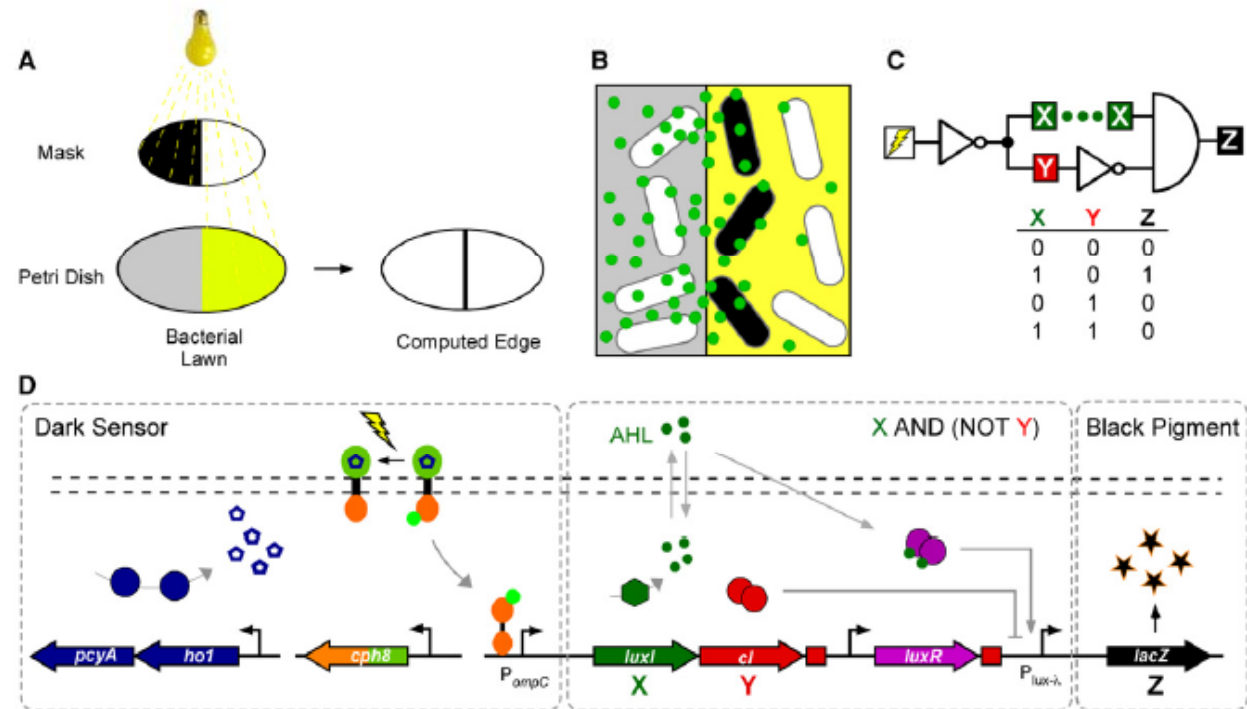 A
Mask
Petri Dish
Bacterial
Lawn
Computed Edge
B
C
X X
Y
Z
X Y Z
0 0 0
1 0 1
0 1 0
1 1 0
D
Dark Sensor
AHL
X AND (NOT Y)
Black Pigment
pcyA ho1 cph8 luxI cI luxR lacZ
PompC Plux-λ
X Y Z